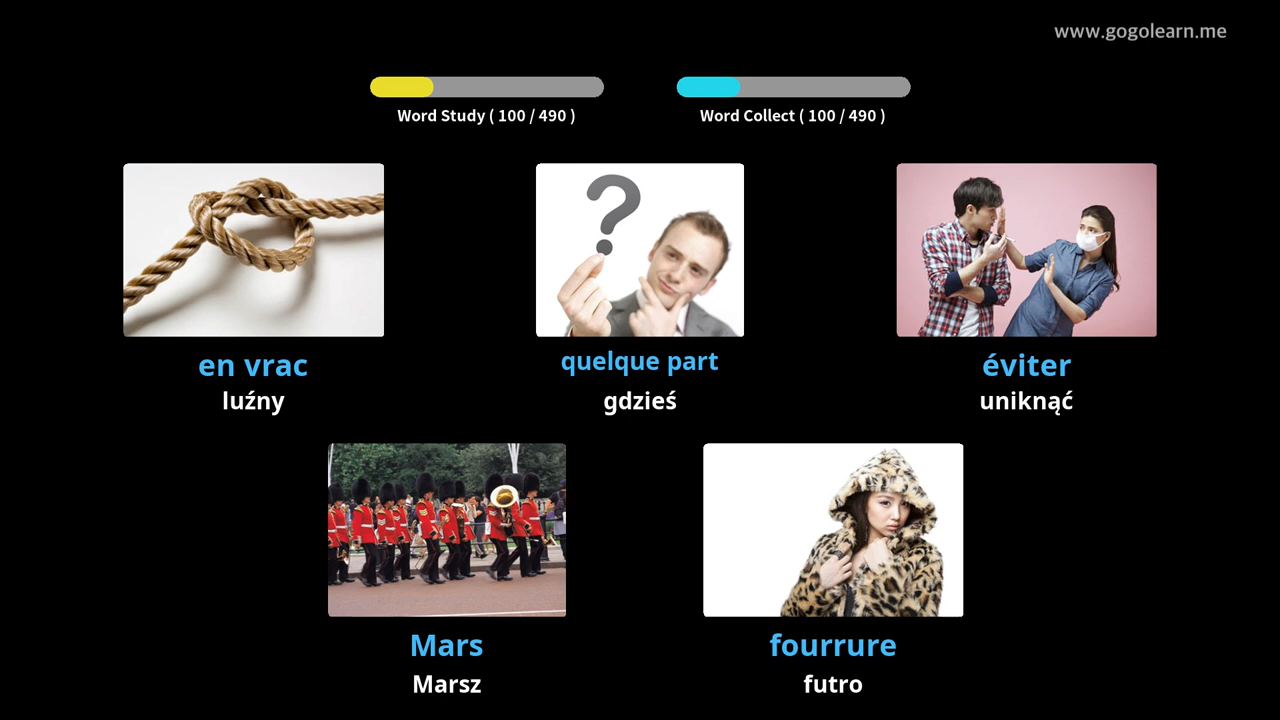 www.gogolearn.me
Word Study ( 100 / 490 )
Word Collect ( 100 / 490 )
en vrac
luźny
quelque part
gdzieś
éviter
uniknąć
Mars
Marsz
fourrure
futro